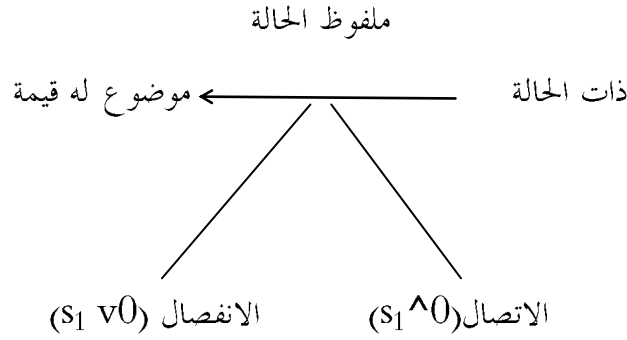 ملفوظ الحالة
ذات الحالة موضوع له قيمة
الاتصال(s₁^0) الانفصال (s₁ v0)